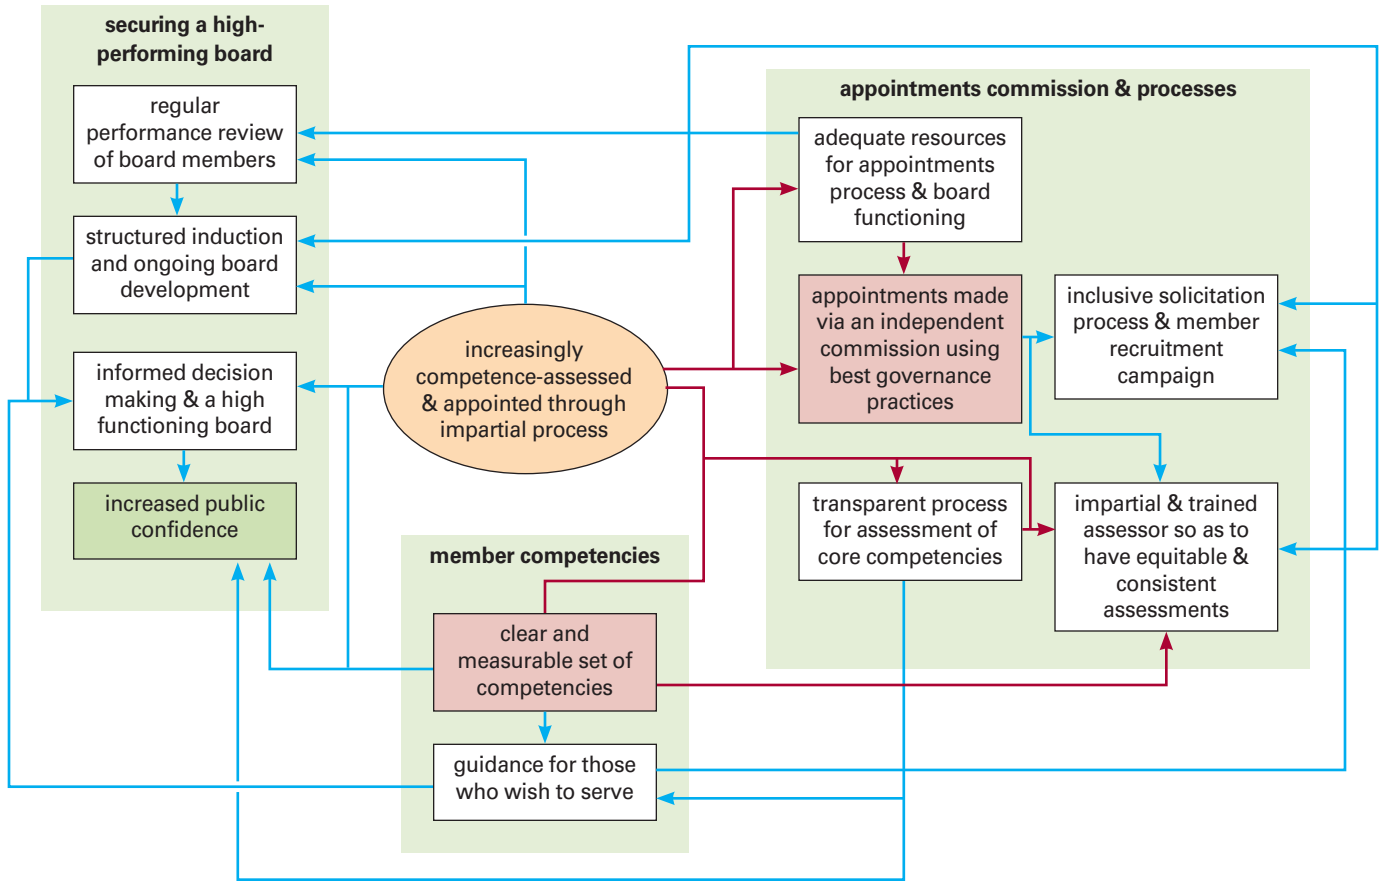 securing a high-
performing board
regular
performance review
of board members
structured induction
and ongoing board
development
informed decision
making & a high
functioning board
increased public
confidence
increasingly
competence-assessed
& appointed through
impartial process
member competencies
clear and
measurable set of
competencies
guidance for those
who wish to serve
appointments commission & processes
adequate resources
for appointments
process & board
functioning
appointments made
via an independent
commission using
best governance
practices
inclusive solicitation
process & member
recruitment
campaign
transparent process
for assessment of
core competencies
impartial & trained
assessor so as to
have equitable &
consistent
assessments